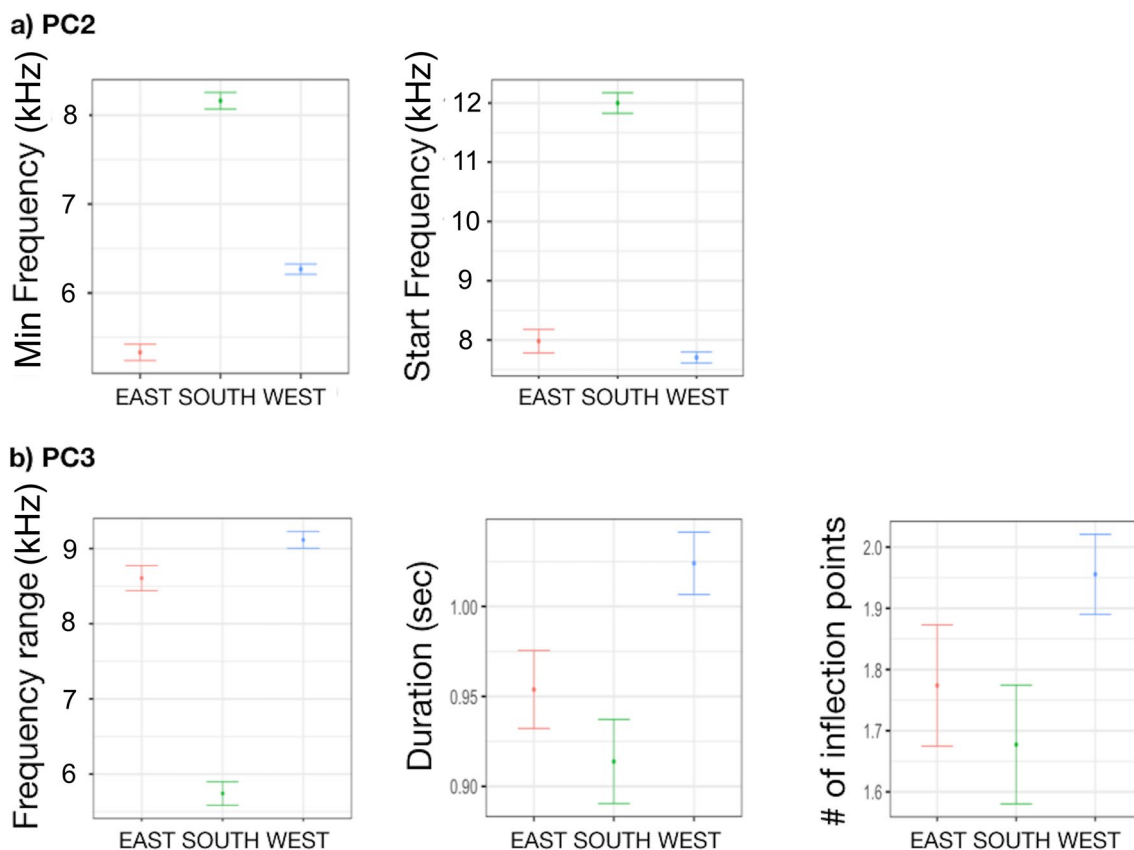 a) PC2
Min Frequency (kHz)
8
7
6
EAST SOUTH WEST
Start Frequency (kHz)
12
11
10
9
8
EAST SOUTH WEST
b) PC3
Frequency range (kHz)
9
8
7
6
EAST SOUTH WEST
Duration (sec)
1.00
0.95
0.90
EAST SOUTH WEST
# of inflection points
2.0
1.9
1.8
1.7
1.6
EAST SOUTH WEST